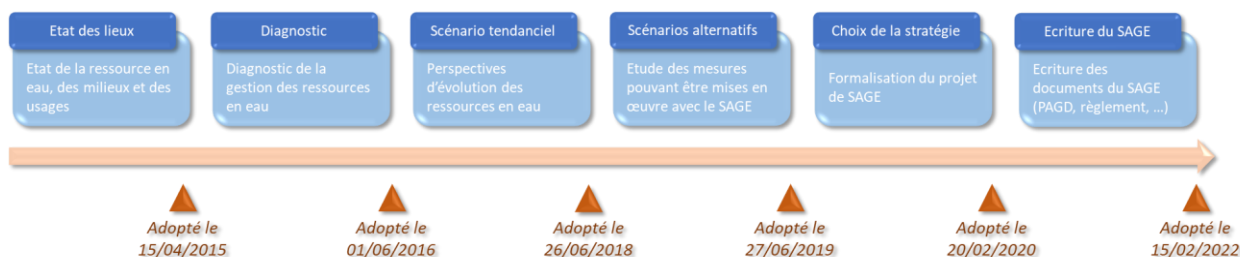 Etat des lieux
Etat de la ressource en
eau, des milieux et des
usages
Diagnostic
Diagnostic de la
gestion des ressources
en eau
Scénario tendanciel
Perspectives
d'évolution des
ressources en eau
Scénarios alternatifs
Etude des mesures
pouvant être mises en
œuvre avec le SAGE
Choix de la stratégie
Formalisation du projet
de SAGE
Ecriture du SAGE
Ecriture des
documents du SAGE
(PAGD, règlement, …)
Adopté le
15/04/2015
Adopté le
01/06/2016
Adopté le
26/06/2018
Adopté le
27/06/2019
Adopté le
20/02/2020
Adopté le
15/02/2022